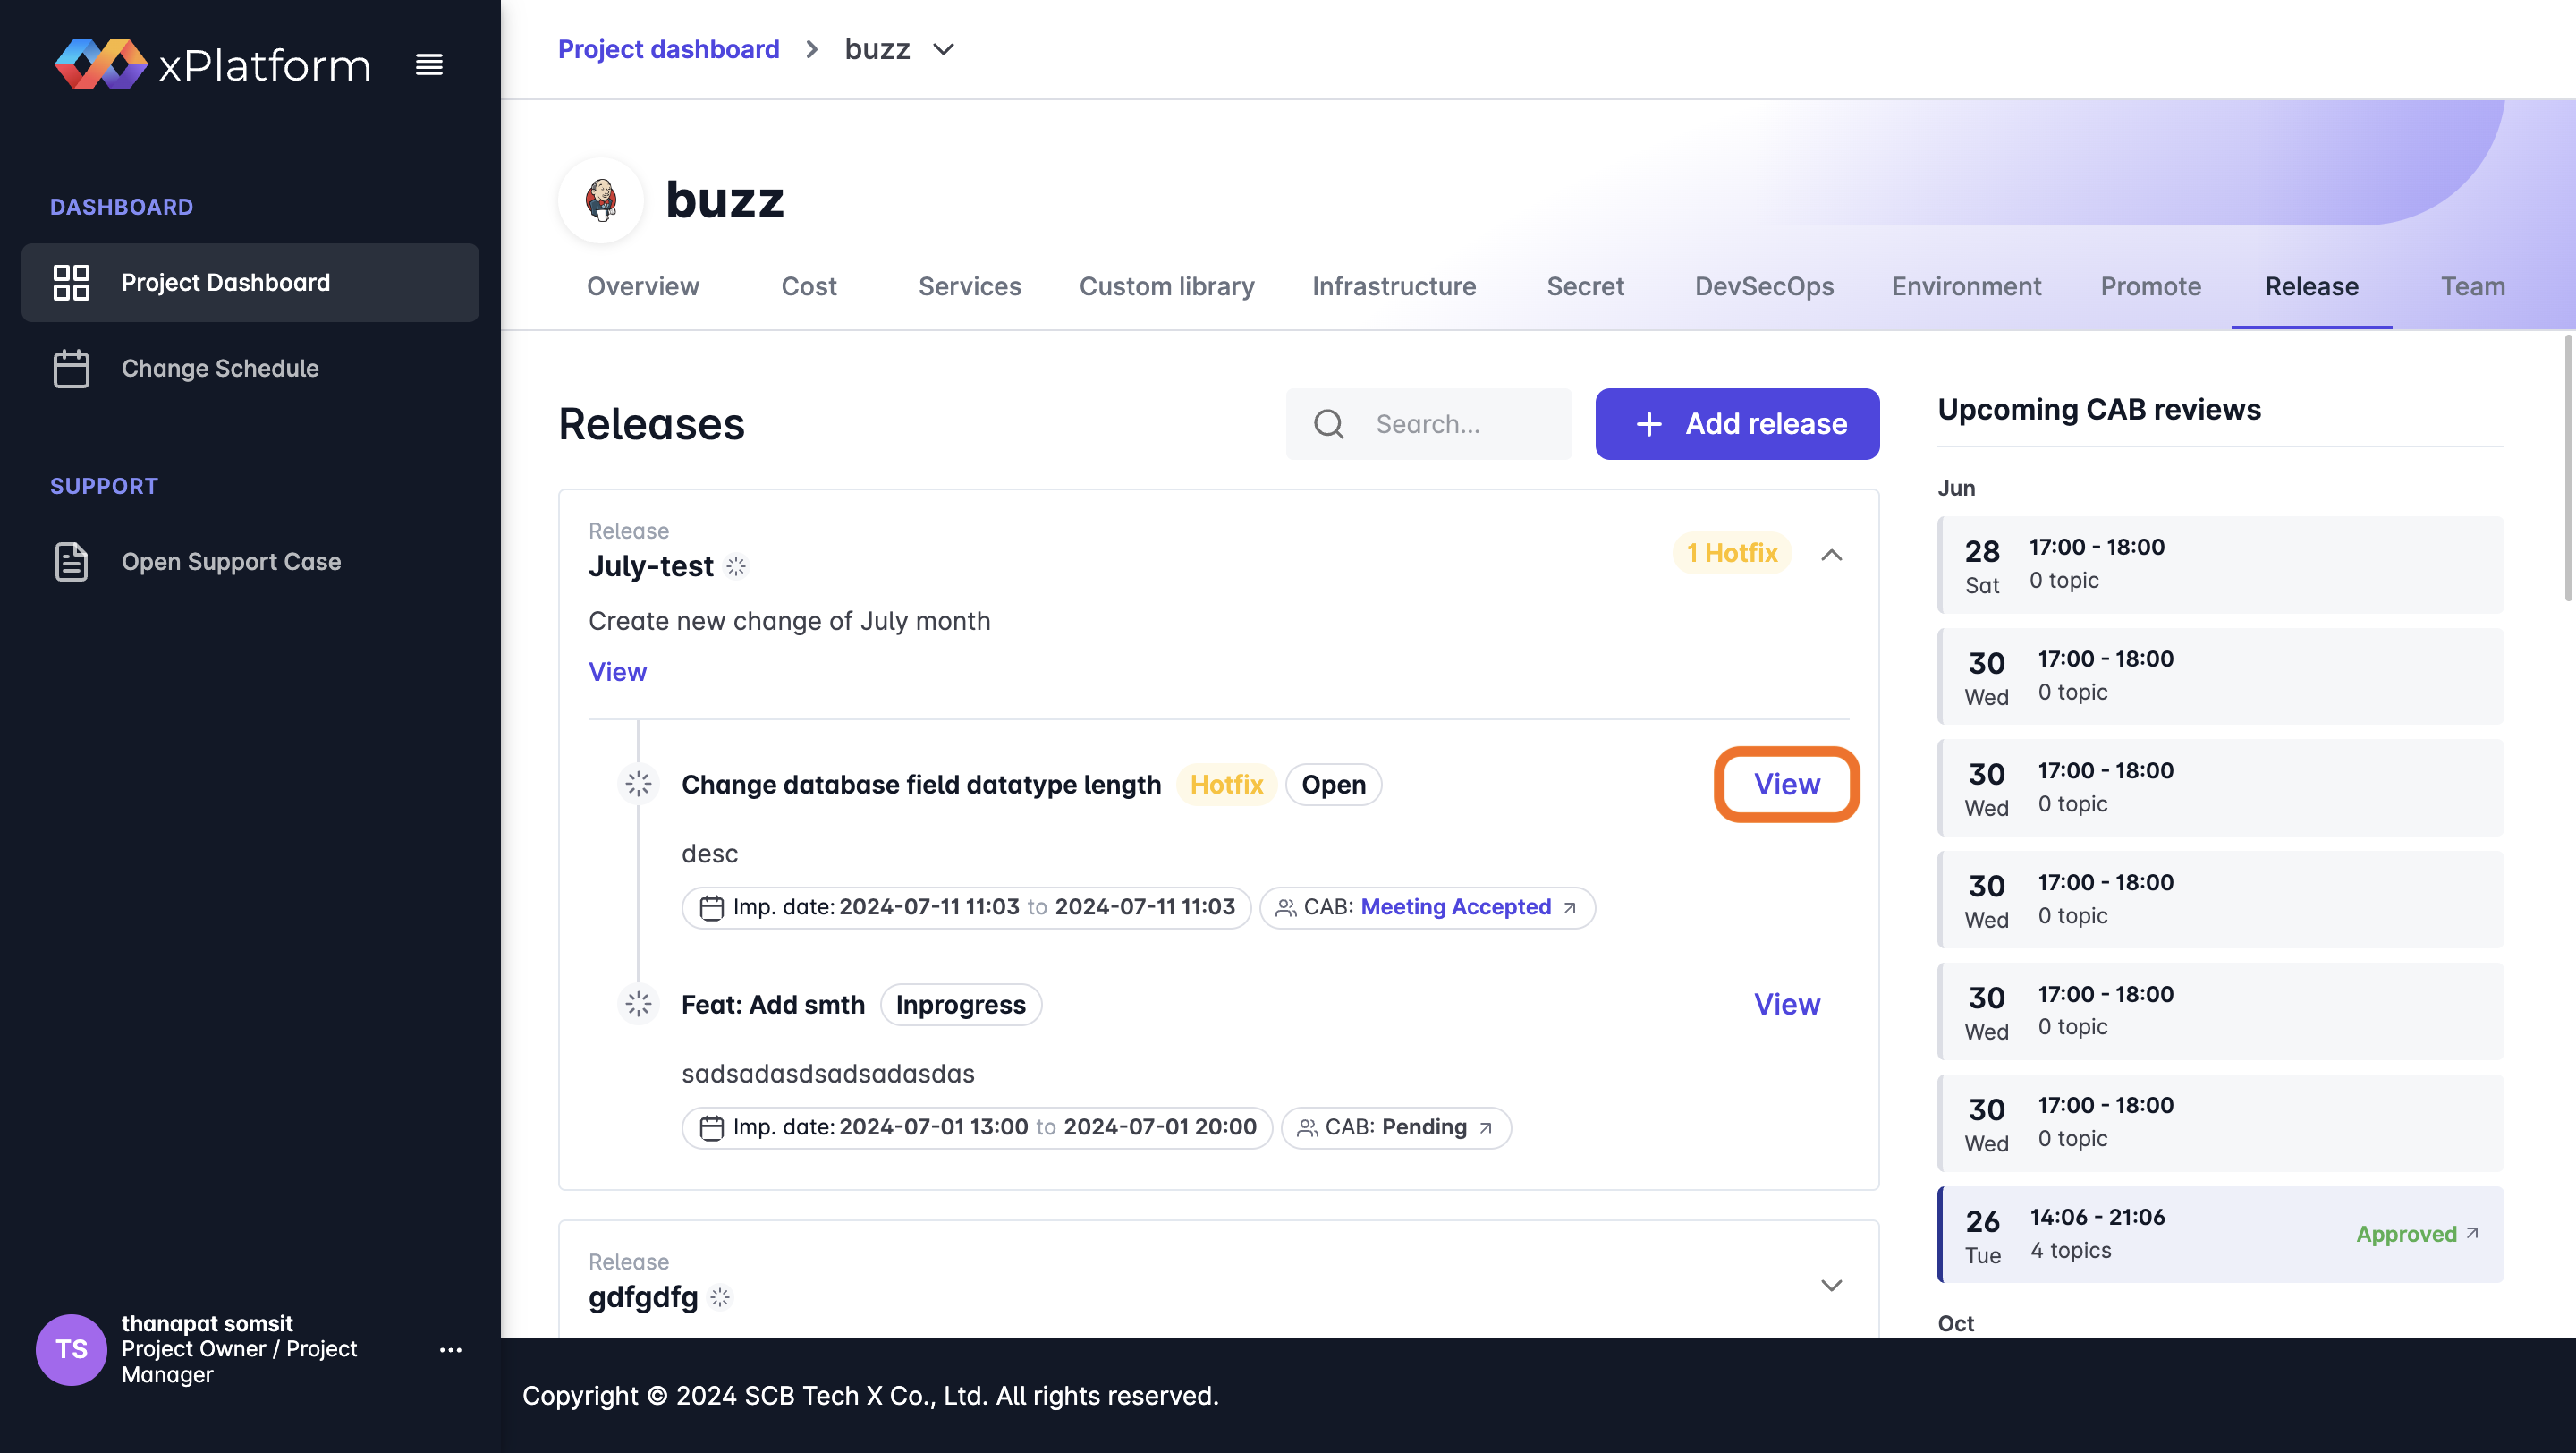 xPlatform
DASHBOARD
Project Dashboard
Change Schedule
SUPPORT
Open Support Case
TS
thanapat somsit
Project Owner / Project
Manager
Project dashboard
buzz
buzz
Overview
Cost
Services
Custom library
Infrastructure
Secret
DevSecOps
Environment
Promote
Release
Team
Releases
Search...
+ Add release
Release
July-test
1 Hotfix
Create new change of July month
View
Change database field datatype length
Hotfix
Open
View
desc
Imp. date: 2024-07-11 11:03 to 2024-07-11 11:03
CAB: Meeting Accepted
Feat: Add smth
Inprogress
View
sadsadasdsadsadasdas
Imp. date: 2024-07-01 13:00 to 2024-07-01 20:00
CAB: Pending
Release
gdfgdfg
Upcoming CAB reviews
Jun
28
Sat
17:00 - 18:00
0 topic
30
Wed
17:00 - 18:00
0 topic
30
Wed
17:00 - 18:00
0 topic
30
Wed
17:00 - 18:00
0 topic
30
Wed
17:00 - 18:00
0 topic
30
Wed
17:00 - 18:00
0 topic
26
Tue
14:06 - 21:06
4 topics
Approved
Oct
Copyright © 2024 SCB Tech X Co., Ltd. All rights reserved.